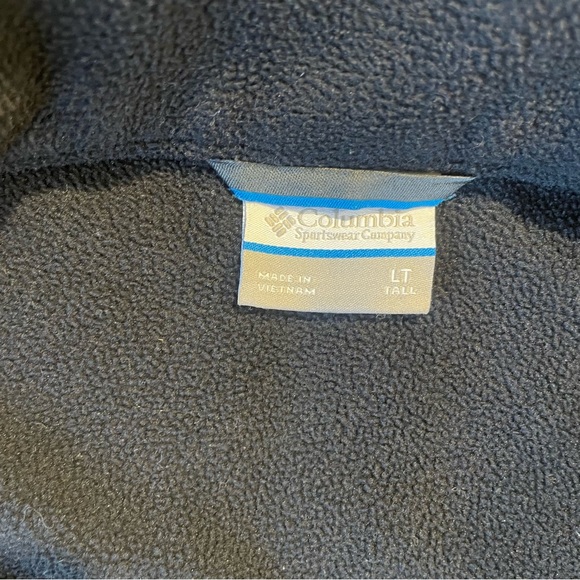 Columbia
Sportswear Company
MADE IN
VIETNAM
LT
TALL